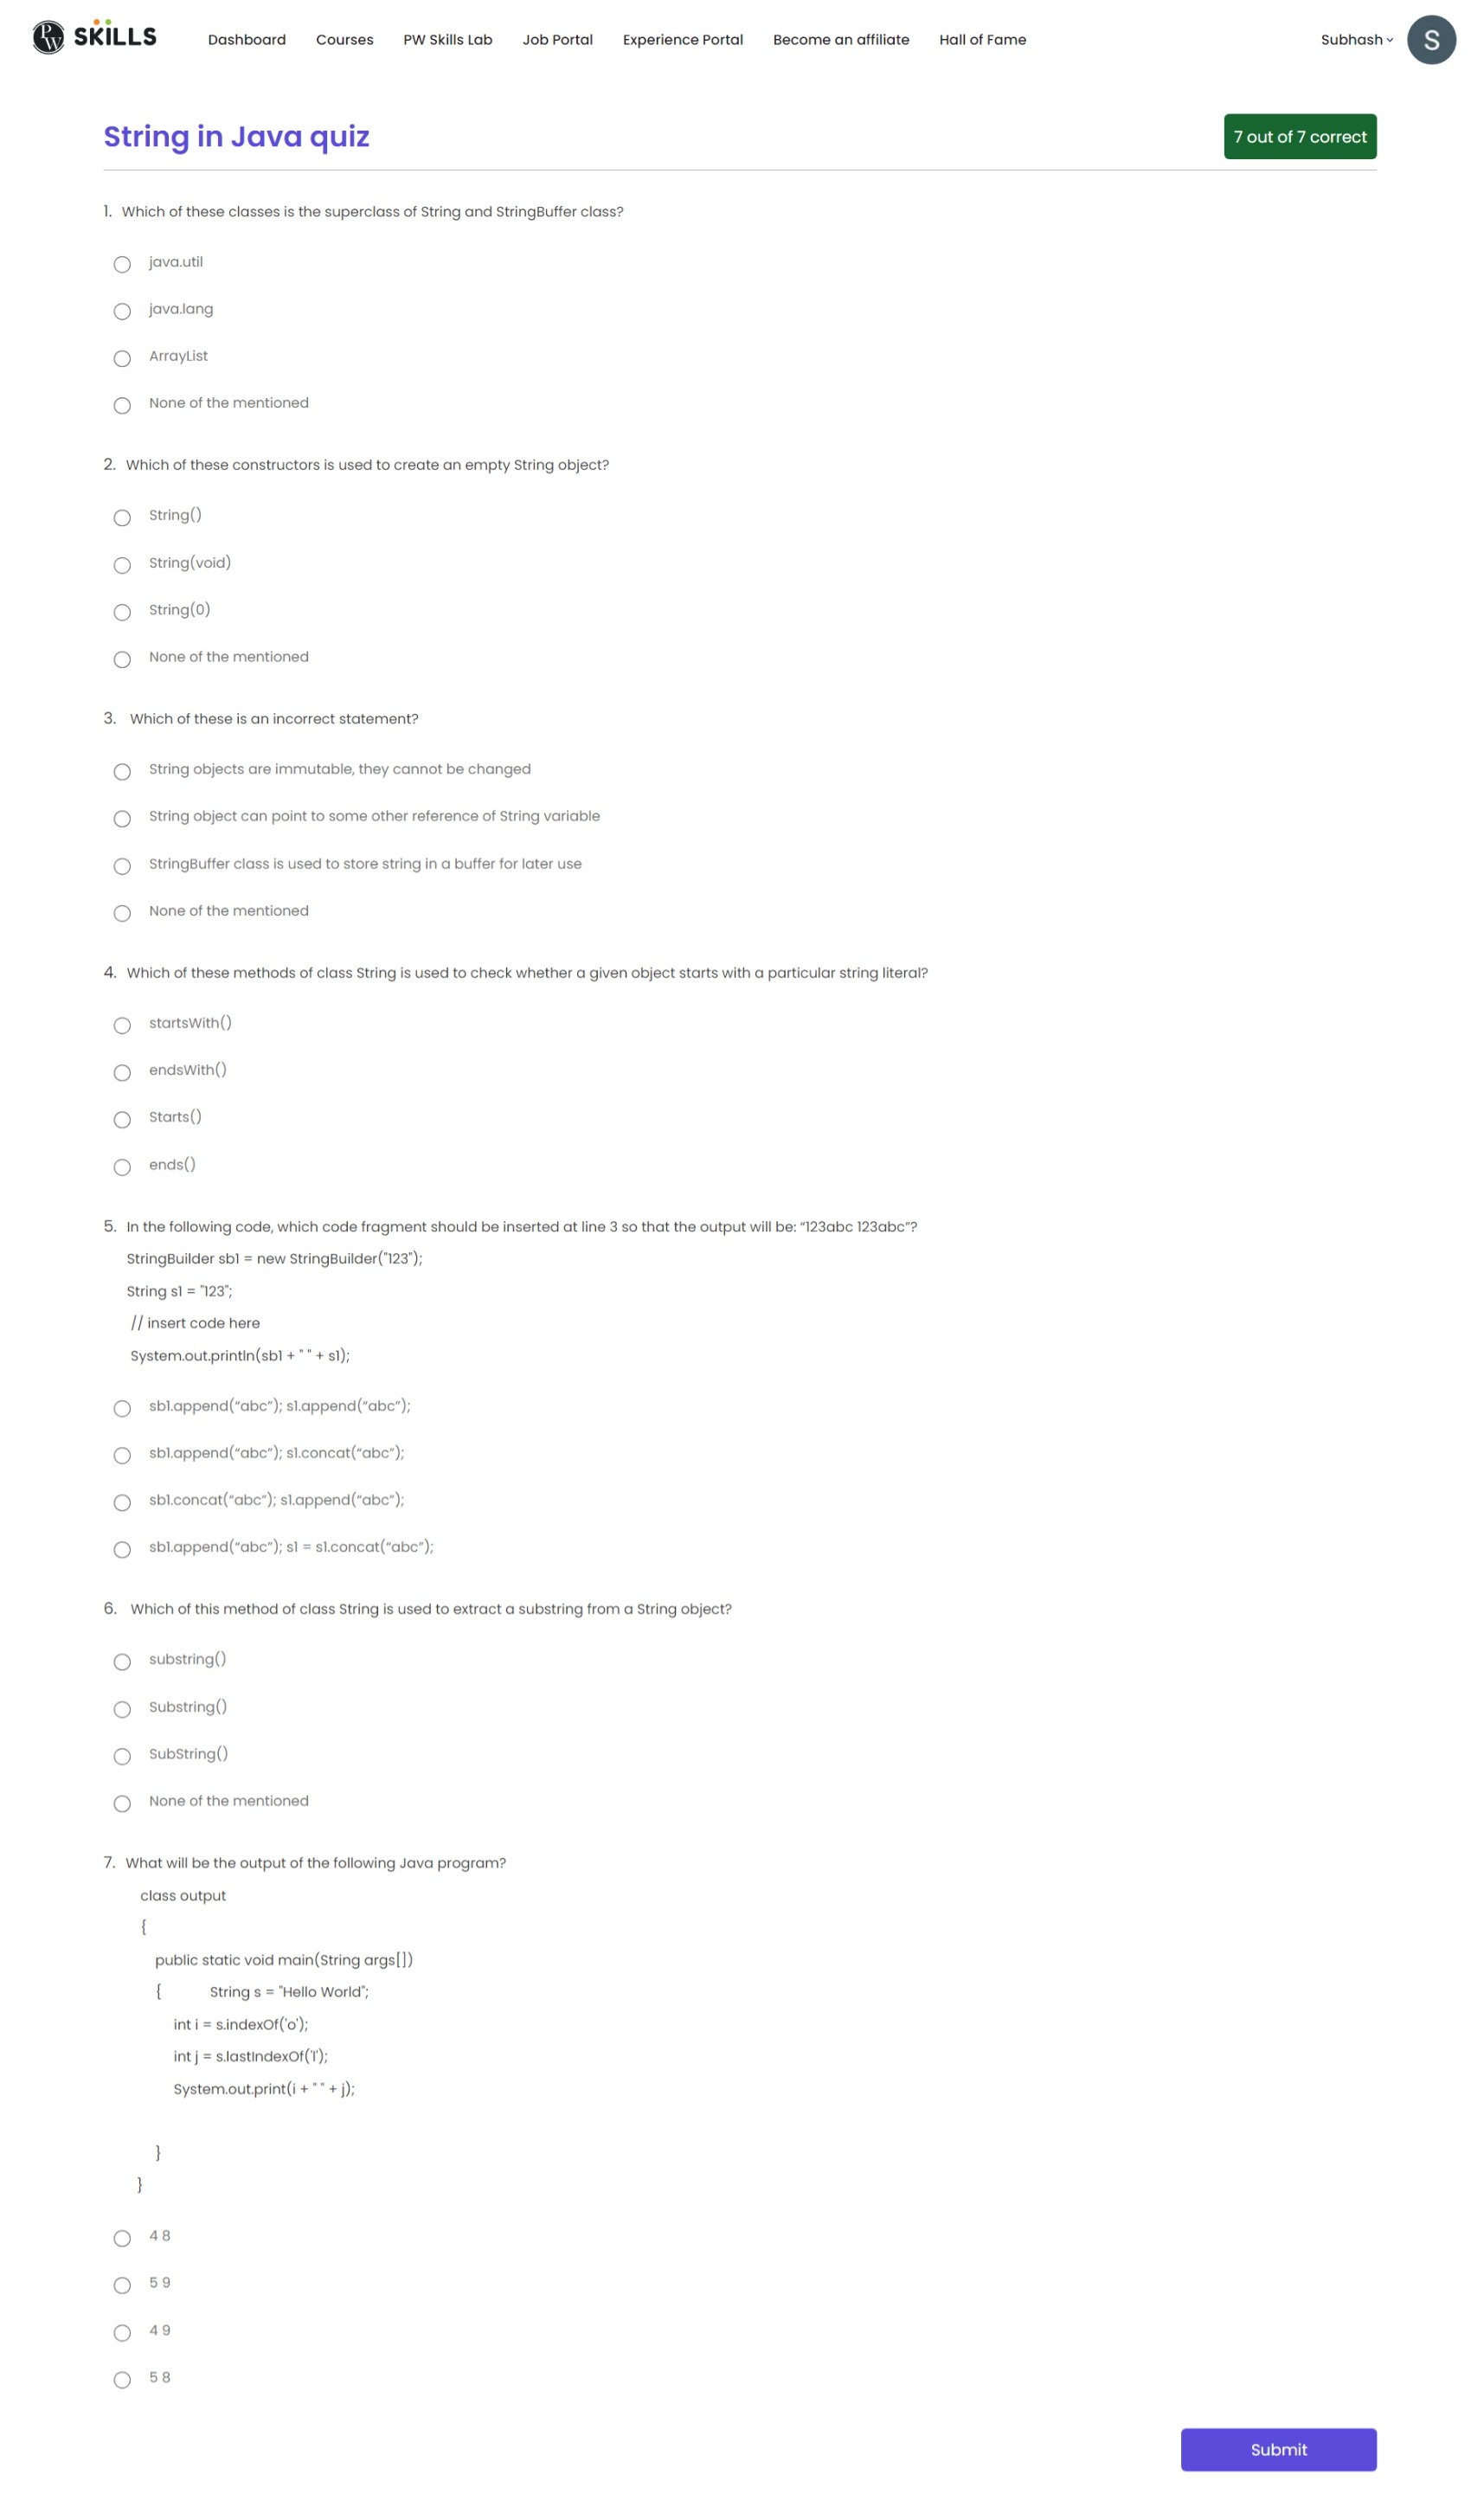 PW SKILLS Dashboard Courses PW Skills Lab Job Portal Experience Portal Become an affiliate Hall of Fame Subhash S
String in Java quiz 7 out of 7 correct
1. Which of these classes is the superclass of String and StringBuffer class?
java.util
java.lang
ArrayList
None of the mentioned
2. Which of these constructors is used to create an empty String object?
String()
String(void)
String(0)
None of the mentioned
3. Which of these is an incorrect statement?
String objects are immutable, they cannot be changed
String object can point to some other reference of String variable
StringBuffer class is used to store string in a buffer for later use
None of the mentioned
4. Which of these methods of class String is used to check whether a given object starts with a particular string literal?
startsWith()
endsWith()
Starts()
ends()
5. In the following code, which code fragment should be inserted at line 3 so that the output will be: “123abc 123abc”?
StringBuilder sb1 = new StringBuilder("123");
String s1 = "123";
// insert code here
System.out.println(sb1 + " " + s1);
sb1.append(“abc”); s1.append(“abc”);
sb1.append(“abc”); s1.concat(“abc”);
sb1.concat(“abc”); s1.append(“abc”);
sb1.append(“abc”); s1 = s1.concat(“abc”);
6. Which of this method of class String is used to extract a substring from a String object?
substring()
Substring()
SubString()
None of the mentioned
7. What will be the output of the following Java program?
class output
{
public static void main(String args[])
{ String s = "Hello World";
int i = s.indexOf('o');
int j = s.lastIndexOf('l');
System.out.print(i + " " + j);
}
}
4 8
5 9
4 9
5 8
Submit